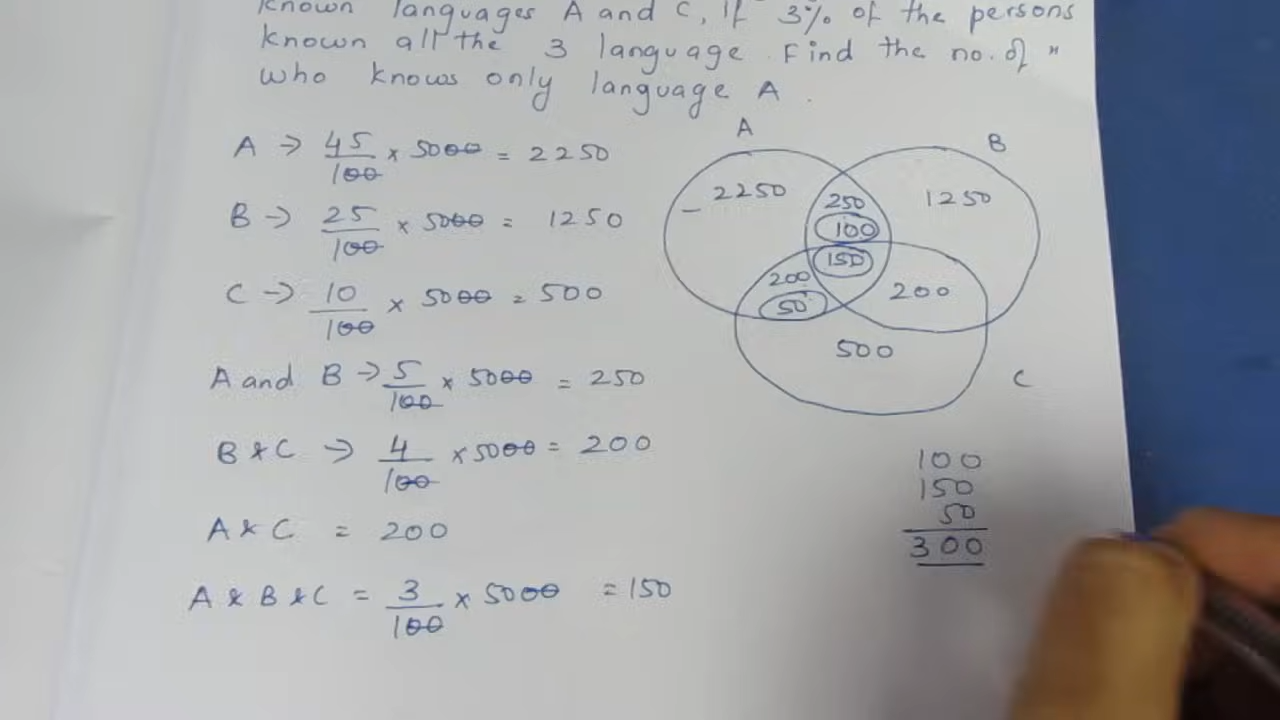 known languages A and C, If 3% of the persons
known all the 3 language. Find the no. of "
who knows only language A.
A → 45/100 × 5000 = 2250
B → 25/100 × 5000 = 1250
C → 10/100 × 5000 = 500
A and B → 5/100 × 5000 = 250
B & C → 4/100 × 5000 = 200
A & C = 200
A & B & C = 3/100 × 5000 = 150
A
B
2250
250
1250
100
150
200
200
50
500
C
100
150
50
300